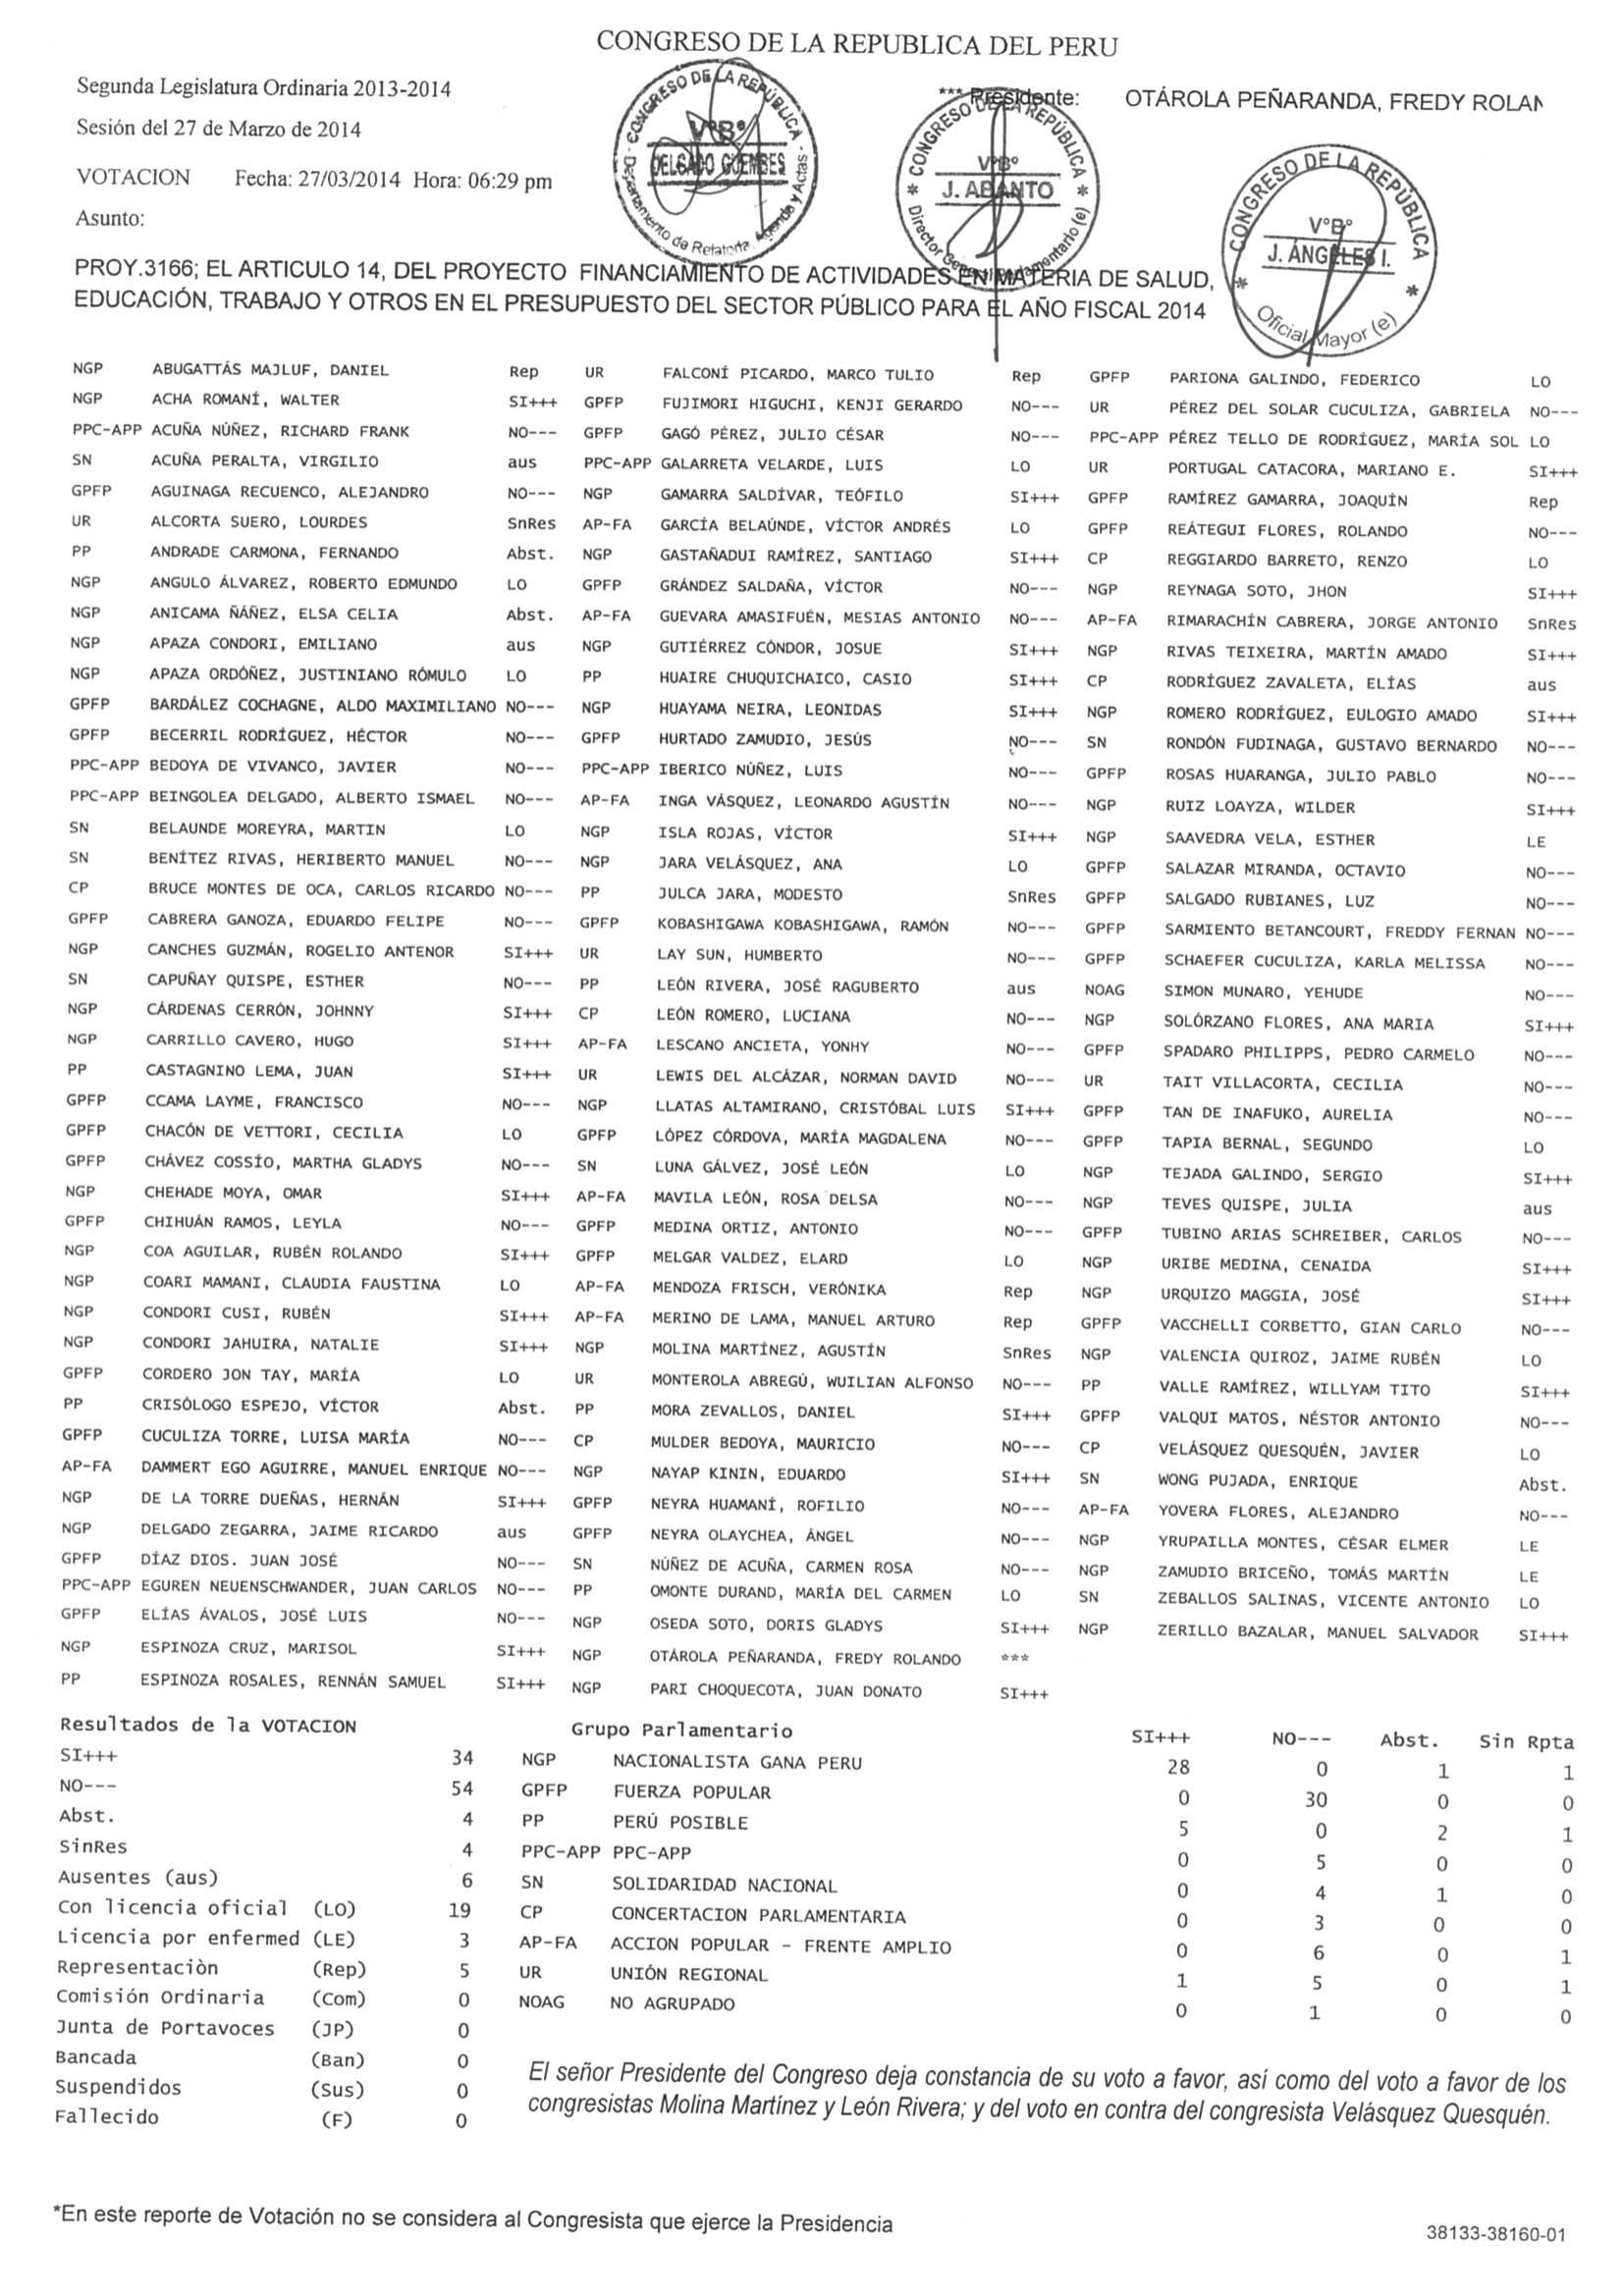 CONGRESO DE LA REPUBLICA DEL PERU
Segunda Legislatura Ordinaria 2013-2014
*** Presidente: OTÁROLA PEÑARANDA, FREDY ROLAN
Sesión del 27 de Marzo de 2014
VOTACION Fecha: 27/03/2014 Hora: 06:29 pm
Asunto:
CONGRESO DE LA REPÚBLICA
V°B°
DELGADO GUEMBES
Departamento de Relatoría, Agenda y Actas
CONGRESO DE LA REPÚBLICA
V°B°
J. ABANTO
Director General Parlamentario (e)
CONGRESO DE LA REPÚBLICA
V°B°
J. ÁNGELES I.
Oficial Mayor (e)
PROY.3166; EL ARTICULO 14, DEL PROYECTO FINANCIAMIENTO DE ACTIVIDADES EN MATERIA DE SALUD,
EDUCACIÓN, TRABAJO Y OTROS EN EL PRESUPUESTO DEL SECTOR PÚBLICO PARA EL AÑO FISCAL 2014
NGP ABUGATTÁS MAJLUF, DANIEL Rep UR FALCONÍ PICARDO, MARCO TULIO Rep GPFP PARIONA GALINDO, FEDERICO LO
NGP ACHA ROMANÍ, WALTER SI+++ GPFP FUJIMORI HIGUCHI, KENJI GERARDO NO--- UR PÉREZ DEL SOLAR CUCULIZA, GABRIELA NO---
PPC-APP ACUÑA NÚÑEZ, RICHARD FRANK NO--- GPFP GAGÓ PÉREZ, JULIO CÉSAR NO--- PPC-APP PÉREZ TELLO DE RODRÍGUEZ, MARÍA SOL LO
SN ACUÑA PERALTA, VIRGILIO aus PPC-APP GALARRETA VELARDE, LUIS LO UR PORTUGAL CATACORA, MARIANO E. SI+++
GPFP AGUINAGA RECUENCO, ALEJANDRO NO--- NGP GAMARRA SALDÍVAR, TEÓFILO SI+++ GPFP RAMÍREZ GAMARRA, JOAQUÍN Rep
UR ALCORTA SUERO, LOURDES SnRes AP-FA GARCÍA BELAÚNDE, VÍCTOR ANDRÉS LO GPFP REÁTEGUI FLORES, ROLANDO NO---
PP ANDRADE CARMONA, FERNANDO Abst. NGP GASTAÑADUI RAMÍREZ, SANTIAGO SI+++ CP REGGIARDO BARRETO, RENZO LO
NGP ANGULO ÁLVAREZ, ROBERTO EDMUNDO LO GPFP GRÁNDEZ SALDAÑA, VÍCTOR NO--- NGP REYNAGA SOTO, JHON SI+++
NGP ANICAMA ÑÁÑEZ, ELSA CELIA Abst. AP-FA GUEVARA AMASIFUÉN, MESIAS ANTONIO NO--- AP-FA RIMARACHÍN CABRERA, JORGE ANTONIO SnRes
NGP APAZA CONDORI, EMILIANO aus NGP GUTIÉRREZ CÓNDOR, JOSUE SI+++ NGP RIVAS TEIXEIRA, MARTÍN AMADO SI+++
NGP APAZA ORDÓÑEZ, JUSTINIANO RÓMULO LO PP HUAIRE CHUQUICHAICO, CASIO SI+++ CP RODRÍGUEZ ZAVALETA, ELÍAS aus
GPFP BARDÁLEZ COCHAGNE, ALDO MAXIMILIANO NO--- NGP HUAYAMA NEIRA, LEONIDAS SI+++ NGP ROMERO RODRÍGUEZ, EULOGIO AMADO SI+++
GPFP BECERRIL RODRÍGUEZ, HÉCTOR NO--- GPFP HURTADO ZAMUDIO, JESÚS NO--- SN RONDÓN FUDINAGA, GUSTAVO BERNARDO NO---
PPC-APP BEDOYA DE VIVANCO, JAVIER NO--- PPC-APP IBERICO NÚÑEZ, LUIS NO--- GPFP ROSAS HUARANGA, JULIO PABLO NO---
PPC-APP BEINGOLEA DELGADO, ALBERTO ISMAEL NO--- AP-FA INGA VÁSQUEZ, LEONARDO AGUSTÍN NO--- NGP RUIZ LOAYZA, WILDER SI+++
SN BELAUNDE MOREYRA, MARTIN LO NGP ISLA ROJAS, VÍCTOR SI+++ NGP SAAVEDRA VELA, ESTHER LE
SN BENÍTEZ RIVAS, HERIBERTO MANUEL NO--- NGP JARA VELÁSQUEZ, ANA LO GPFP SALAZAR MIRANDA, OCTAVIO NO---
CP BRUCE MONTES DE OCA, CARLOS RICARDO NO--- PP JULCA JARA, MODESTO SnRes GPFP SALGADO RUBIANES, LUZ NO---
GPFP CABRERA GANOZA, EDUARDO FELIPE NO--- GPFP KOBASHIGAWA KOBASHIGAWA, RAMÓN NO--- GPFP SARMIENTO BETANCOURT, FREDDY FERNAN NO---
NGP CANCHES GUZMÁN, ROGELIO ANTENOR SI+++ UR LAY SUN, HUMBERTO NO--- GPFP SCHAEFER CUCULIZA, KARLA MELISSA NO---
SN CAPUÑAY QUISPE, ESTHER NO--- PP LEÓN RIVERA, JOSÉ RAGUBERTO aus NOAG SIMON MUNARO, YEHUDE NO---
NGP CÁRDENAS CERRÓN, JOHNNY SI+++ CP LEÓN ROMERO, LUCIANA NO--- NGP SOLÓRZANO FLORES, ANA MARIA SI+++
NGP CARRILLO CAVERO, HUGO SI+++ AP-FA LESCANO ANCIETA, YONHY NO--- GPFP SPADARO PHILIPPS, PEDRO CARMELO NO---
PP CASTAGNINO LEMA, JUAN SI+++ UR LEWIS DEL ALCÁZAR, NORMAN DAVID NO--- UR TAIT VILLACORTA, CECILIA NO---
GPFP CCAMA LAYME, FRANCISCO NO--- NGP LLATAS ALTAMIRANO, CRISTÓBAL LUIS SI+++ GPFP TAN DE INAFUKO, AURELIA NO---
GPFP CHACÓN DE VETTORI, CECILIA LO GPFP LÓPEZ CÓRDOVA, MARÍA MAGDALENA NO--- GPFP TAPIA BERNAL, SEGUNDO LO
GPFP CHÁVEZ COSSÍO, MARTHA GLADYS NO--- SN LUNA GÁLVEZ, JOSÉ LEÓN LO NGP TEJADA GALINDO, SERGIO SI+++
NGP CHEHADE MOYA, OMAR SI+++ AP-FA MAVILA LEÓN, ROSA DELSA NO--- NGP TEVES QUISPE, JULIA aus
GPFP CHIHUÁN RAMOS, LEYLA NO--- GPFP MEDINA ORTIZ, ANTONIO NO--- GPFP TUBINO ARIAS SCHREIBER, CARLOS NO---
NGP COA AGUILAR, RUBÉN ROLANDO SI+++ GPFP MELGAR VALDEZ, ELARD LO NGP URIBE MEDINA, CENAIDA SI+++
NGP COARI MAMANI, CLAUDIA FAUSTINA LO AP-FA MENDOZA FRISCH, VERÓNIKA Rep NGP URQUIZO MAGGIA, JOSÉ SI+++
NGP CONDORI CUSI, RUBÉN SI+++ AP-FA MERINO DE LAMA, MANUEL ARTURO Rep GPFP VACCHELLI CORBETTO, GIAN CARLO NO---
NGP CONDORI JAHUIRA, NATALIE SI+++ NGP MOLINA MARTÍNEZ, AGUSTÍN SnRes NGP VALENCIA QUIROZ, JAIME RUBÉN LO
GPFP CORDERO JON TAY, MARÍA LO UR MONTEROLA ABREGÚ, WUILIAN ALFONSO NO--- PP VALLE RAMÍREZ, WILLYAM TITO SI+++
PP CRISÓLOGO ESPEJO, VÍCTOR Abst. PP MORA ZEVALLOS, DANIEL SI+++ GPFP VALQUI MATOS, NÉSTOR ANTONIO NO---
GPFP CUCULIZA TORRE, LUISA MARÍA NO--- CP MULDER BEDOYA, MAURICIO NO--- CP VELÁSQUEZ QUESQUÉN, JAVIER LO
AP-FA DAMMERT EGO AGUIRRE, MANUEL ENRIQUE NO--- NGP NAYAP KININ, EDUARDO SI+++ SN WONG PUJADA, ENRIQUE Abst.
NGP DE LA TORRE DUEÑAS, HERNÁN SI+++ GPFP NEYRA HUAMANÍ, ROFILIO NO--- AP-FA YOVERA FLORES, ALEJANDRO NO---
NGP DELGADO ZEGARRA, JAIME RICARDO aus GPFP NEYRA OLAYCHEA, ÁNGEL NO--- NGP YRUPAILLA MONTES, CÉSAR ELMER LE
GPFP DÍAZ DIOS. JUAN JOSÉ NO--- SN NÚÑEZ DE ACUÑA, CARMEN ROSA NO--- NGP ZAMUDIO BRICEÑO, TOMÁS MARTÍN LE
PPC-APP EGUREN NEUENSCHWANDER, JUAN CARLOS NO--- PP OMONTE DURAND, MARÍA DEL CARMEN LO SN ZEBALLOS SALINAS, VICENTE ANTONIO LO
GPFP ELÍAS ÁVALOS, JOSÉ LUIS NO--- NGP OSEDA SOTO, DORIS GLADYS SI+++ NGP ZERILLO BAZALAR, MANUEL SALVADOR SI+++
NGP ESPINOZA CRUZ, MARISOL SI+++ NGP OTÁROLA PEÑARANDA, FREDY ROLANDO ***
PP ESPINOZA ROSALES, RENNÁN SAMUEL SI+++ NGP PARI CHOQUECOTA, JUAN DONATO SI+++
Resultados de la VOTACION Grupo Parlamentario SI+++ NO--- Abst. Sin Rpta
SI+++ 34 NGP NACIONALISTA GANA PERU 28 0 1 1
NO--- 54 GPFP FUERZA POPULAR 0 30 0 0
Abst. 4 PP PERÚ POSIBLE 5 0 2 1
SinRes 4 PPC-APP PPC-APP 0 5 0 0
Ausentes (aus) 6 SN SOLIDARIDAD NACIONAL 0 4 1 0
Con licencia oficial (LO) 19 CP CONCERTACION PARLAMENTARIA 0 3 0 0
Licencia por enfermed (LE) 3 AP-FA ACCION POPULAR - FRENTE AMPLIO 0 6 0 1
Representaciòn (Rep) 5 UR UNIÓN REGIONAL 1 5 0 1
Comisión Ordinaria (Com) 0 NOAG NO AGRUPADO 0 1 0 0
Junta de Portavoces (JP) 0
Bancada (Ban) 0
Suspendidos (Sus) 0
Fallecido (F) 0
El señor Presidente del Congreso deja constancia de su voto a favor, así como del voto a favor de los
congresistas Molina Martínez y León Rivera; y del voto en contra del congresista Velásquez Quesquén.
*En este reporte de Votación no se considera al Congresista que ejerce la Presidencia
38133-38160-01